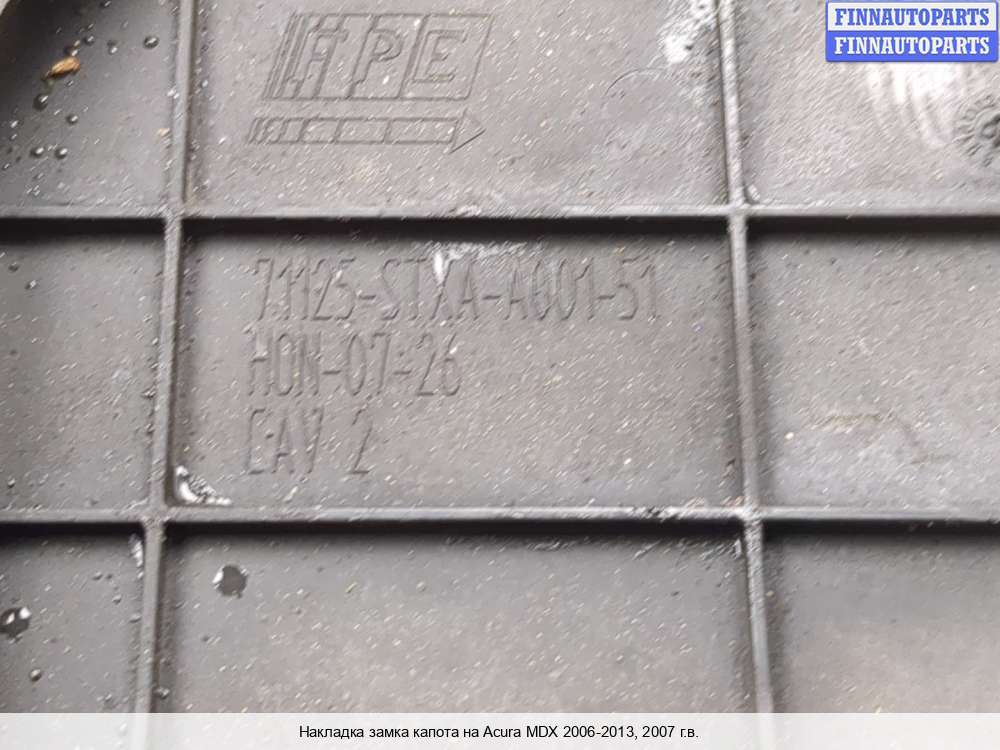 FINNAUTOPARTS
FINNAUTOPARTS
71125-STXA-A001-51
HON-07-26
CAV 2
Накладка замка капота на Acura MDX 2006-2013, 2007 г.в.